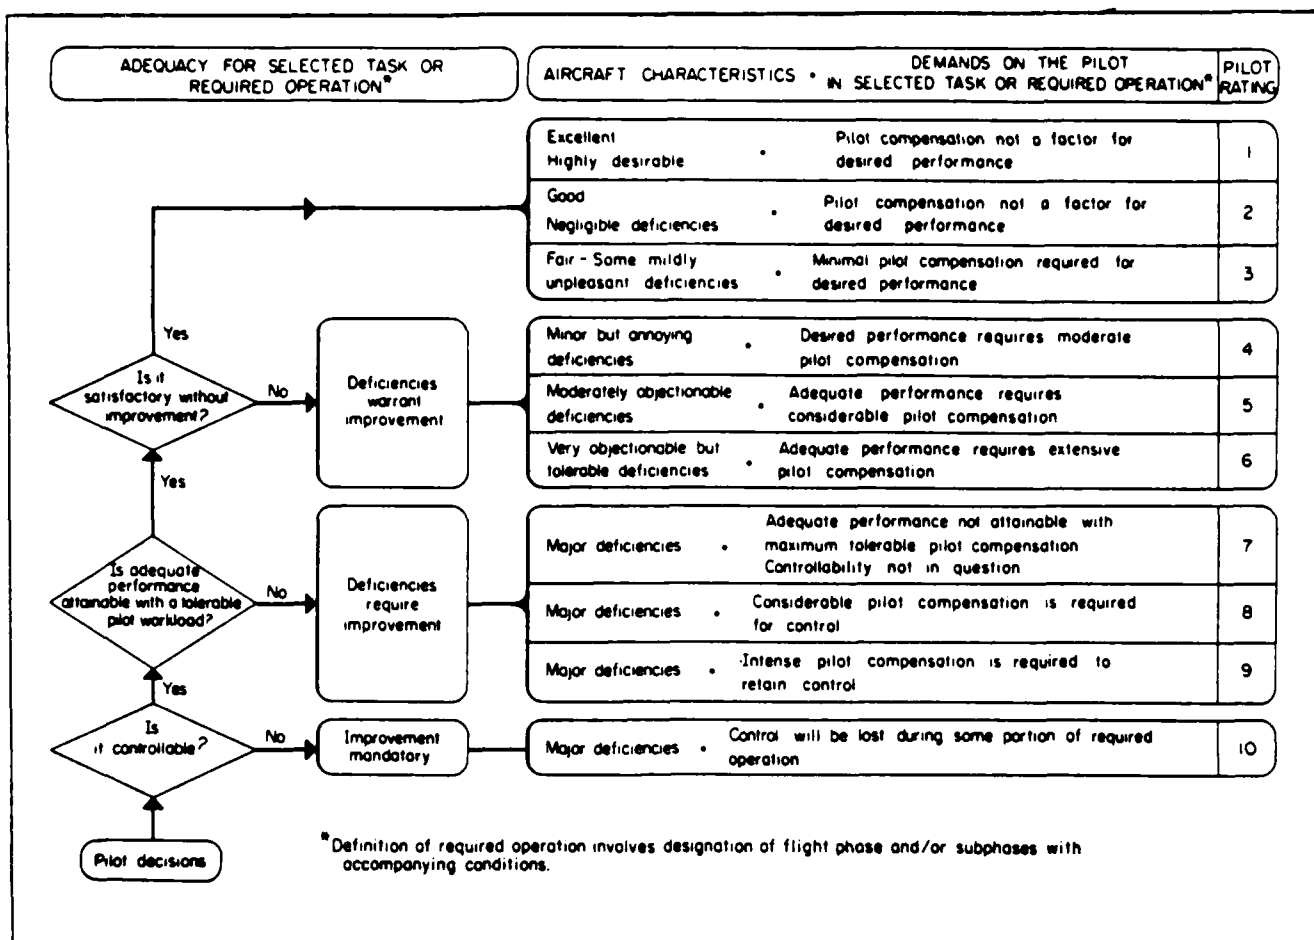 ADEQUACY FOR SELECTED TASK OR
REQUIRED OPERATION*
AIRCRAFT CHARACTERISTICS •
DEMANDS ON THE PILOT
IN SELECTED TASK OR REQUIRED OPERATION*
PILOT
RATING
Excellent
Highly desirable
• Pilot compensation not a factor for
desired performance
1
Good
Negligible deficiencies
• Pilot compensation not a factor for
desired performance
2
Fair - Some mildly
unpleasant deficiencies
• Minimal pilot compensation required for
desired performance
3
Yes
Is it
satisfactory without
improvement?
No
Deficiencies
warrant
improvement
Minor but annoying
deficiencies
• Desired performance requires moderate
pilot compensation
4
Moderately objectionable
deficiencies
• Adequate performance requires
considerable pilot compensation
5
Very objectionable but
tolerable deficiencies
• Adequate performance requires extensive
pilot compensation
6
Yes
Is adequate
performance
attainable with a tolerable
pilot workload?
No
Deficiencies
require
improvement
Major deficiencies •
Adequate performance not attainable with
maximum tolerable pilot compensation
Controllability not in question
7
Major deficiencies •
Considerable pilot compensation is required
for control
8
Major deficiencies •
Intense pilot compensation is required to
retain control
9
Yes
Is
it controllable?
No
Improvement
mandatory
Major deficiencies •
Control will be lost during some portion of required
operation
10
Pilot decisions
*Definition of required operation involves designation of flight phase and/or subphases with
accompanying conditions.